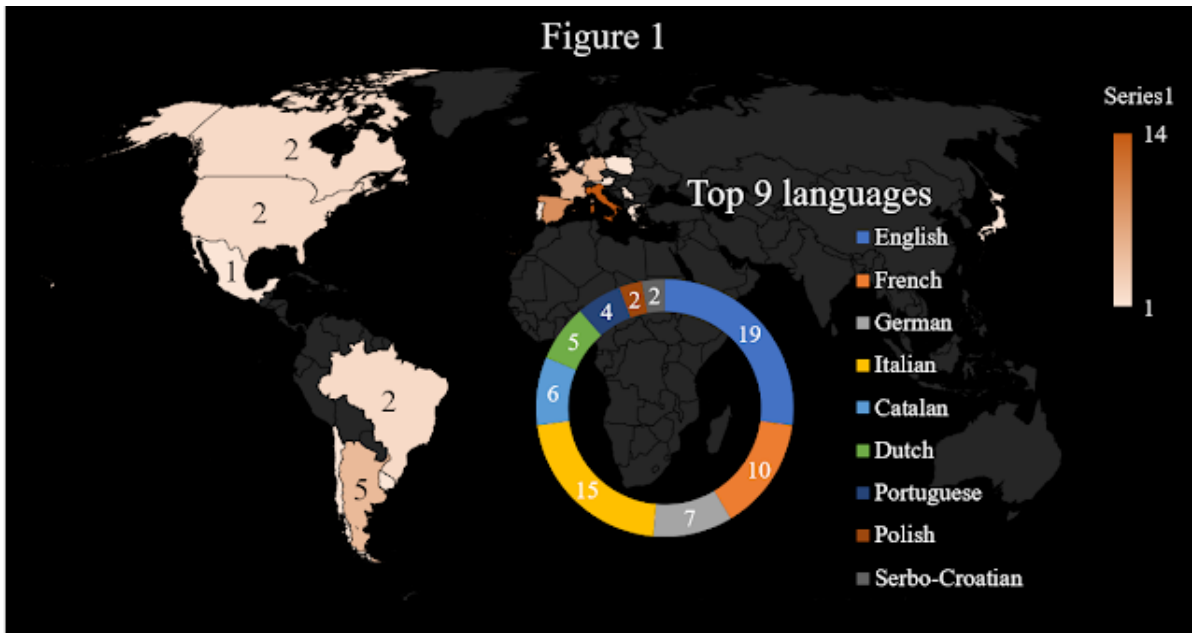 Figure 1
Series1
14
1
2
2
1
2
5
Top 9 languages
English
French
German
Italian
Catalan
Dutch
Portuguese
Polish
Serbo-Croatian
19
10
7
15
6
5
4
2
2